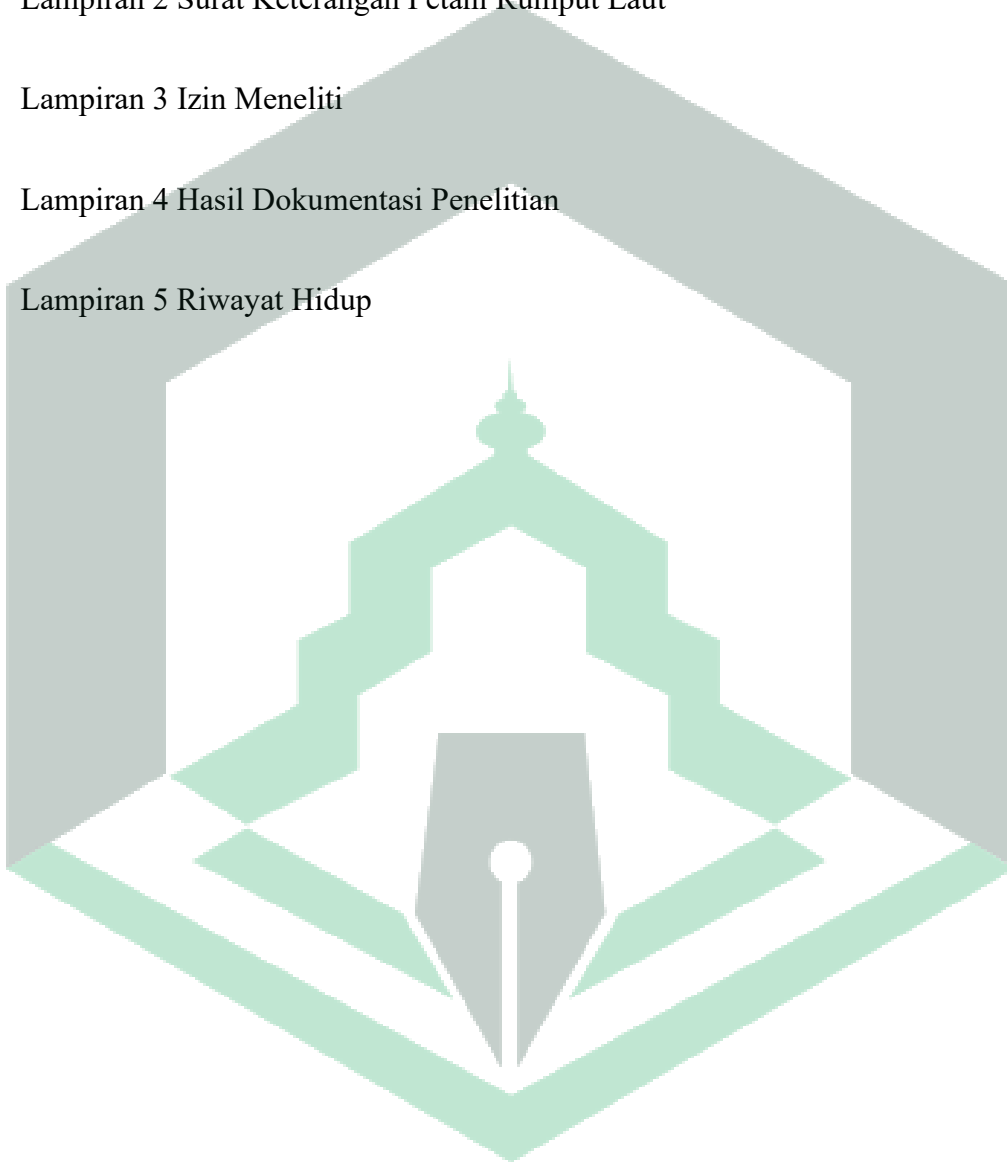 Lampiran 2 Surat Keterangan Petani Rumput Laut
Lampiran 3 Izin Meneliti
Lampiran 4 Hasil Dokumentasi Penelitian
Lampiran 5 Riwayat Hidup